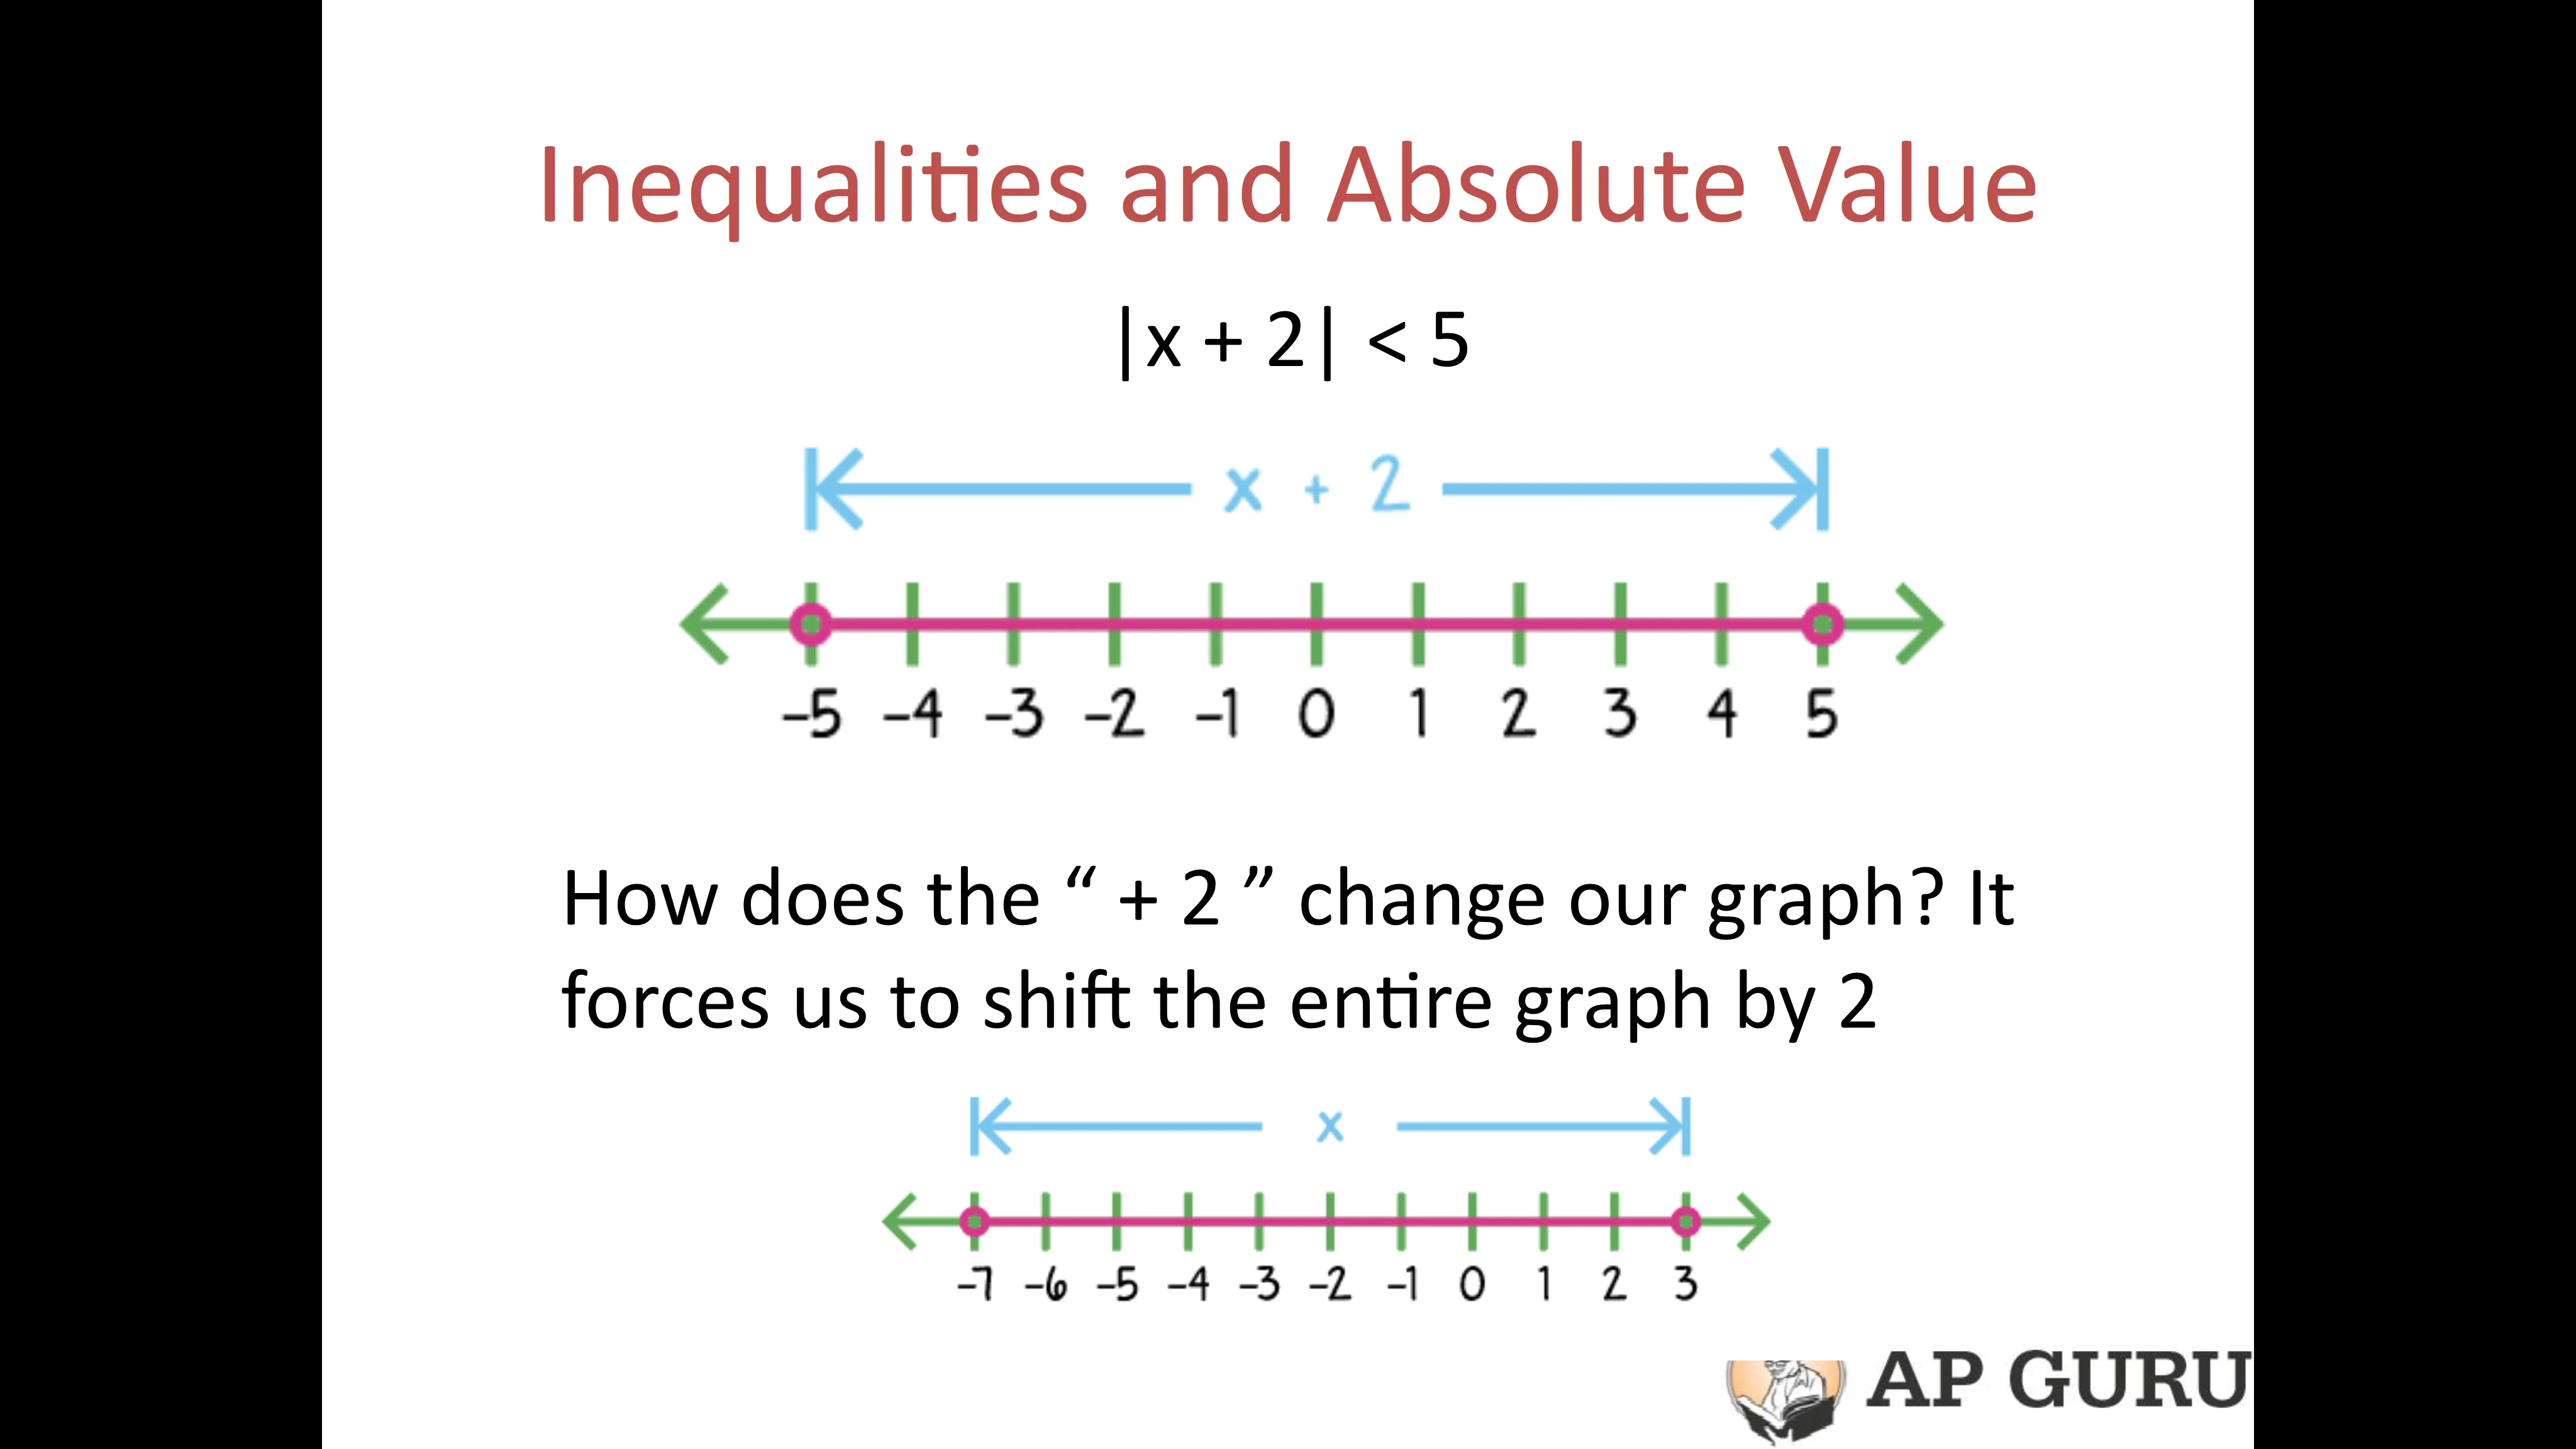 Inequalities and Absolute Value
|x + 2| < 5
x + 2
-5 -4 -3 -2 -1 0 1 2 3 4 5
How does the “ + 2 ” change our graph? It
forces us to shift the entire graph by 2
x
-7 -6 -5 -4 -3 -2 -1 0 1 2 3
AP GURU